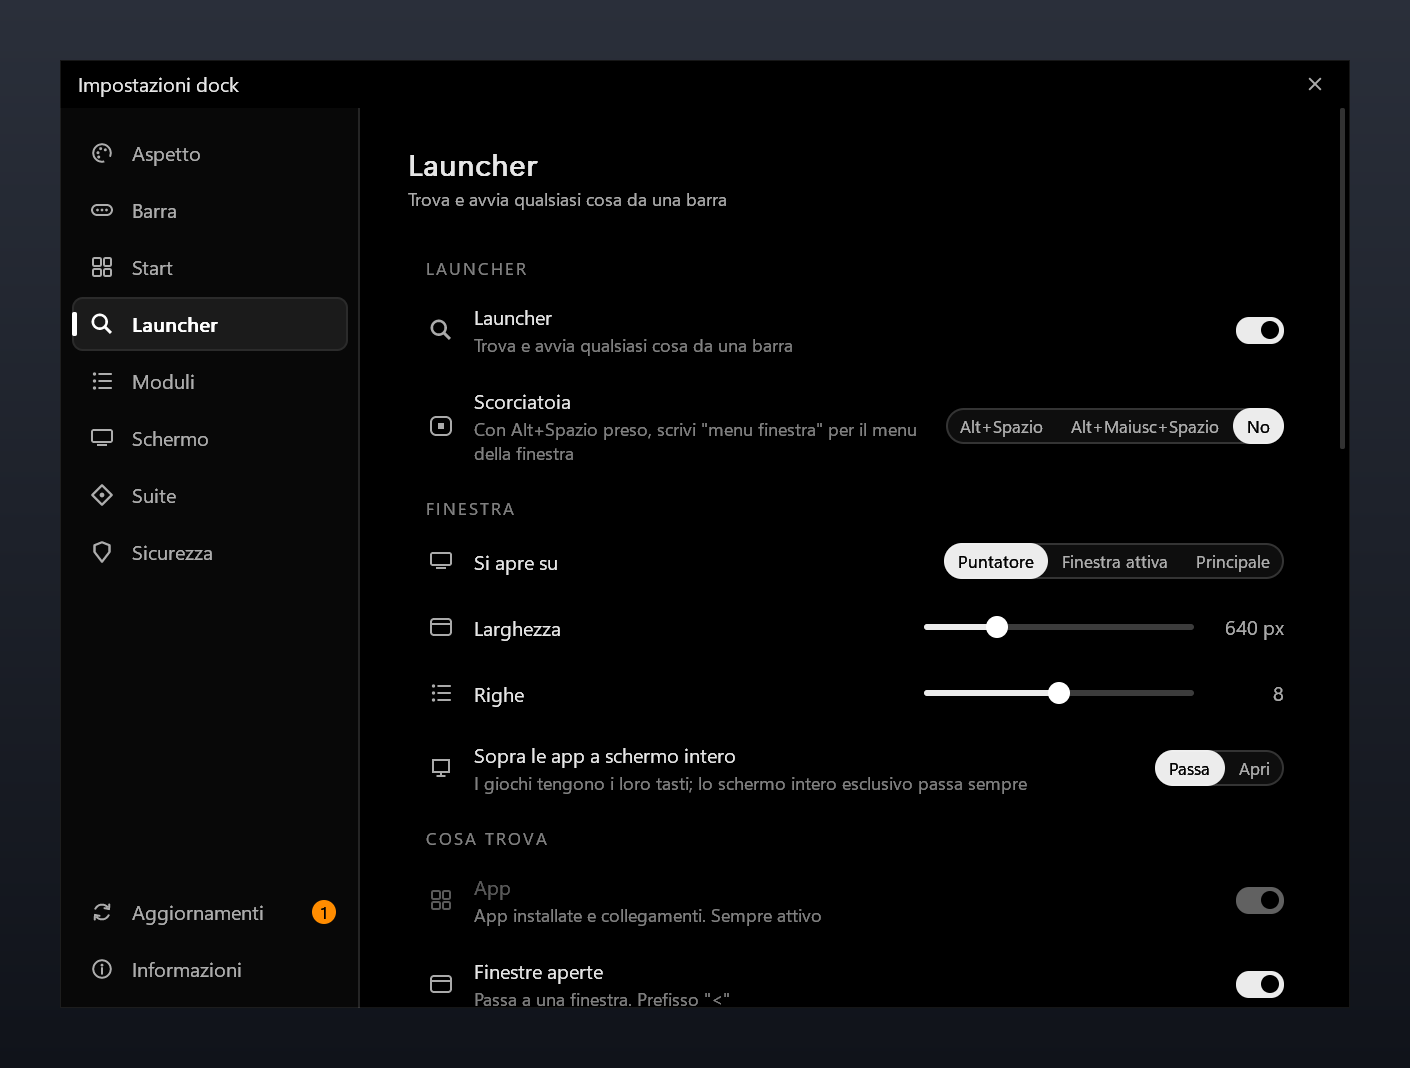 Impostazioni dock
Aspetto
Barra
Start
Launcher
Moduli
Schermo
Suite
Sicurezza
Aggiornamenti 1
Informazioni
Launcher
Trova e avvia qualsiasi cosa da una barra
LAUNCHER
Launcher
Trova e avvia qualsiasi cosa da una barra
Scorciatoia
Con Alt+Spazio preso, scrivi "menu finestra" per il menu
della finestra
Alt+Spazio Alt+Maiusc+Spazio No
FINESTRA
Si apre su
Puntatore Finestra attiva Principale
Larghezza
640 px
Righe
8
Sopra le app a schermo intero
I giochi tengono i loro tasti; lo schermo intero esclusivo passa sempre
Passa Apri
COSA TROVA
App
App installate e collegamenti. Sempre attivo
Finestre aperte
Passa a una finestra. Prefisso "<"